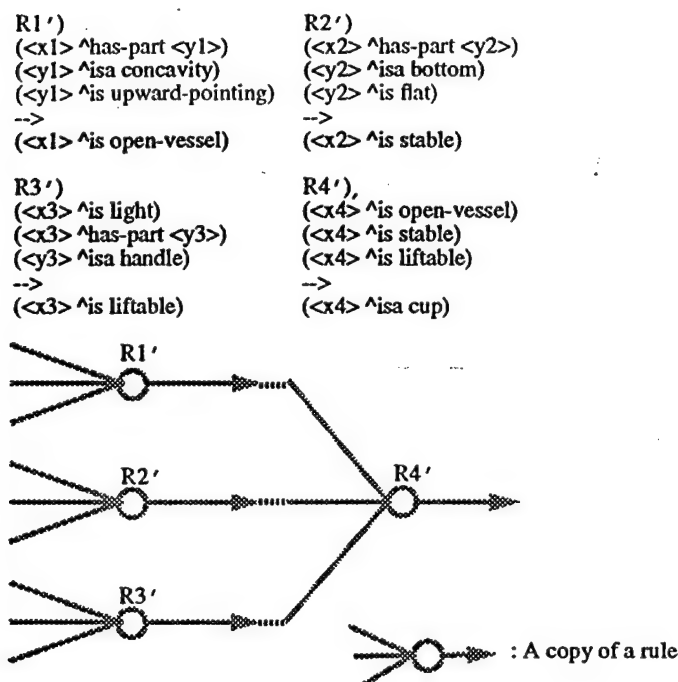 R1')
(<x1> ^has-part <y1>)
(<y1> ^isa concavity)
(<y1> ^is upward-pointing)
-->
(<x1> ^is open-vessel)
R2')
(<x2> ^has-part <y2>)
(<y2> ^isa bottom)
(<y2> ^is flat)
-->
(<x2> ^is stable)
R3')
(<x3> ^is light)
(<x3> ^has-part <y3>)
(<y3> ^isa handle)
-->
(<x3> ^is liftable)
R4'),
(<x4> ^is open-vessel)
(<x4> ^is stable)
(<x4> ^is liftable)
-->
(<x4> ^isa cup)
R1'
R2'
R4'
R3'
: A copy of a rule